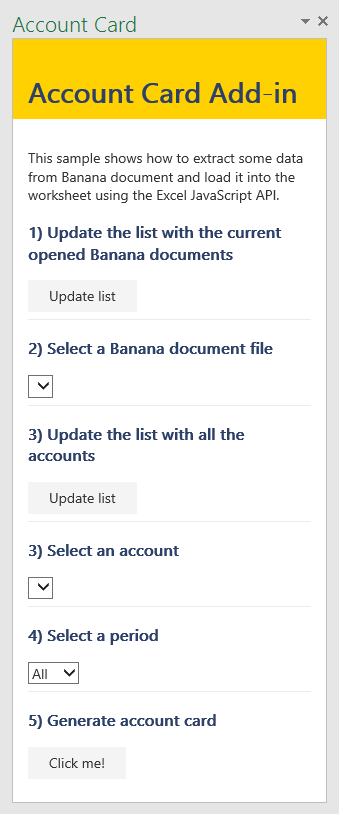 Account Card
Account Card Add-in
This sample shows how to extract some data
from Banana document and load it into the
worksheet using the Excel JavaScript API.
1) Update the list with the current
opened Banana documents
Update list
2) Select a Banana document file
3) Update the list with all the
accounts
Update list
3) Select an account
4) Select a period
All
5) Generate account card
Click me!